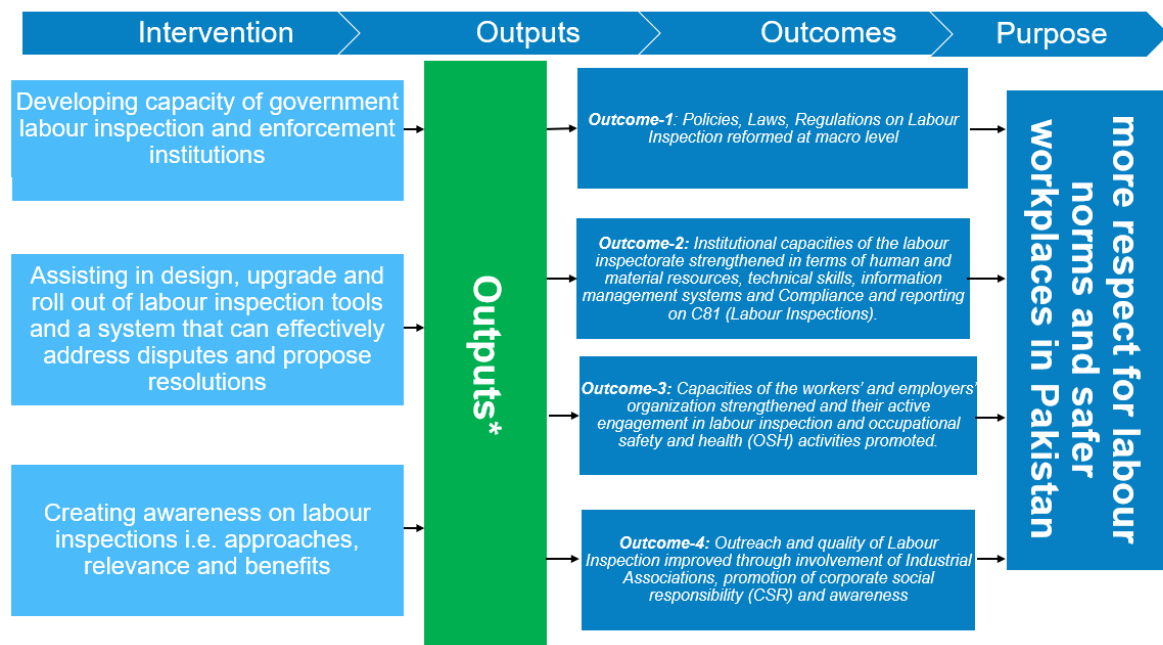 Intervention
Outputs
Outcomes
Purpose
Developing capacity of government
labour inspection and enforcement
institutions
Assisting in design, upgrade and
roll out of labour inspection tools
and a system that can effectively
address disputes and propose
resolutions
Creating awareness on labour
inspections i.e. approaches,
relevance and benefits
Outputs*
Outcome-1: Policies, Laws, Regulations on Labour
Inspection reformed at macro level
Outcome-2: Institutional capacities of the labour
inspectorate strengthened in terms of human and
material resources, technical skills, information
management systems and Compliance and reporting
on C81 (Labour Inspections).
Outcome-3: Capacities of the workers’ and employers’
organization strengthened and their active
engagement in labour inspection and occupational
safety and health (OSH) activities promoted.
Outcome-4: Outreach and quality of Labour
Inspection improved through involvement of Industrial
Associations, promotion of corporate social
responsibility (CSR) and awareness
more respect for labour
norms and safer
workplaces in Pakistan